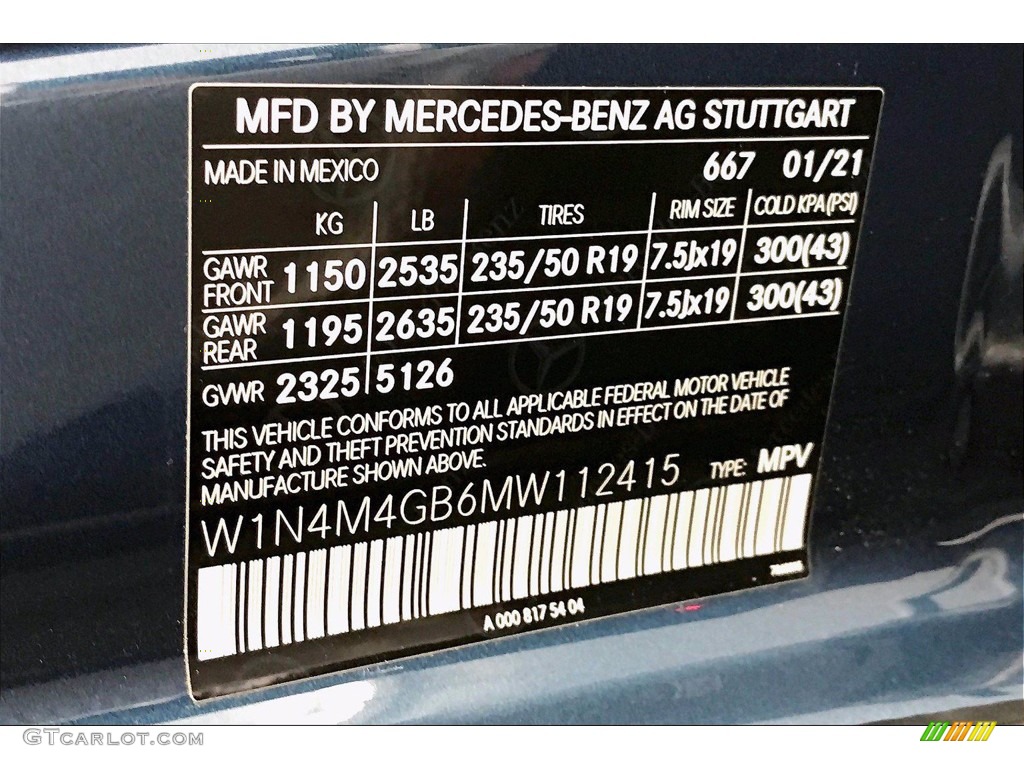 MFD BY MERCEDES-BENZ AG STUTTGART
MADE IN MEXICO 667 01/21
KG LB TIRES RIM SIZE COLD KPA (PSI)
GAWR FRONT 1150 2535 235/50 R19 7.5Jx19 300(43)
GAWR REAR 1195 2635 235/50 R19 7.5Jx19 300(43)
GVWR 2325 5126
THIS VEHICLE CONFORMS TO ALL APPLICABLE FEDERAL MOTOR VEHICLE
SAFETY AND THEFT PREVENTION STANDARDS IN EFFECT ON THE DATE OF
MANUFACTURE SHOWN ABOVE.
W1N4M4GB6MW112415 TYPE: MPV
A 000 817 54 04
GTCarlot.com